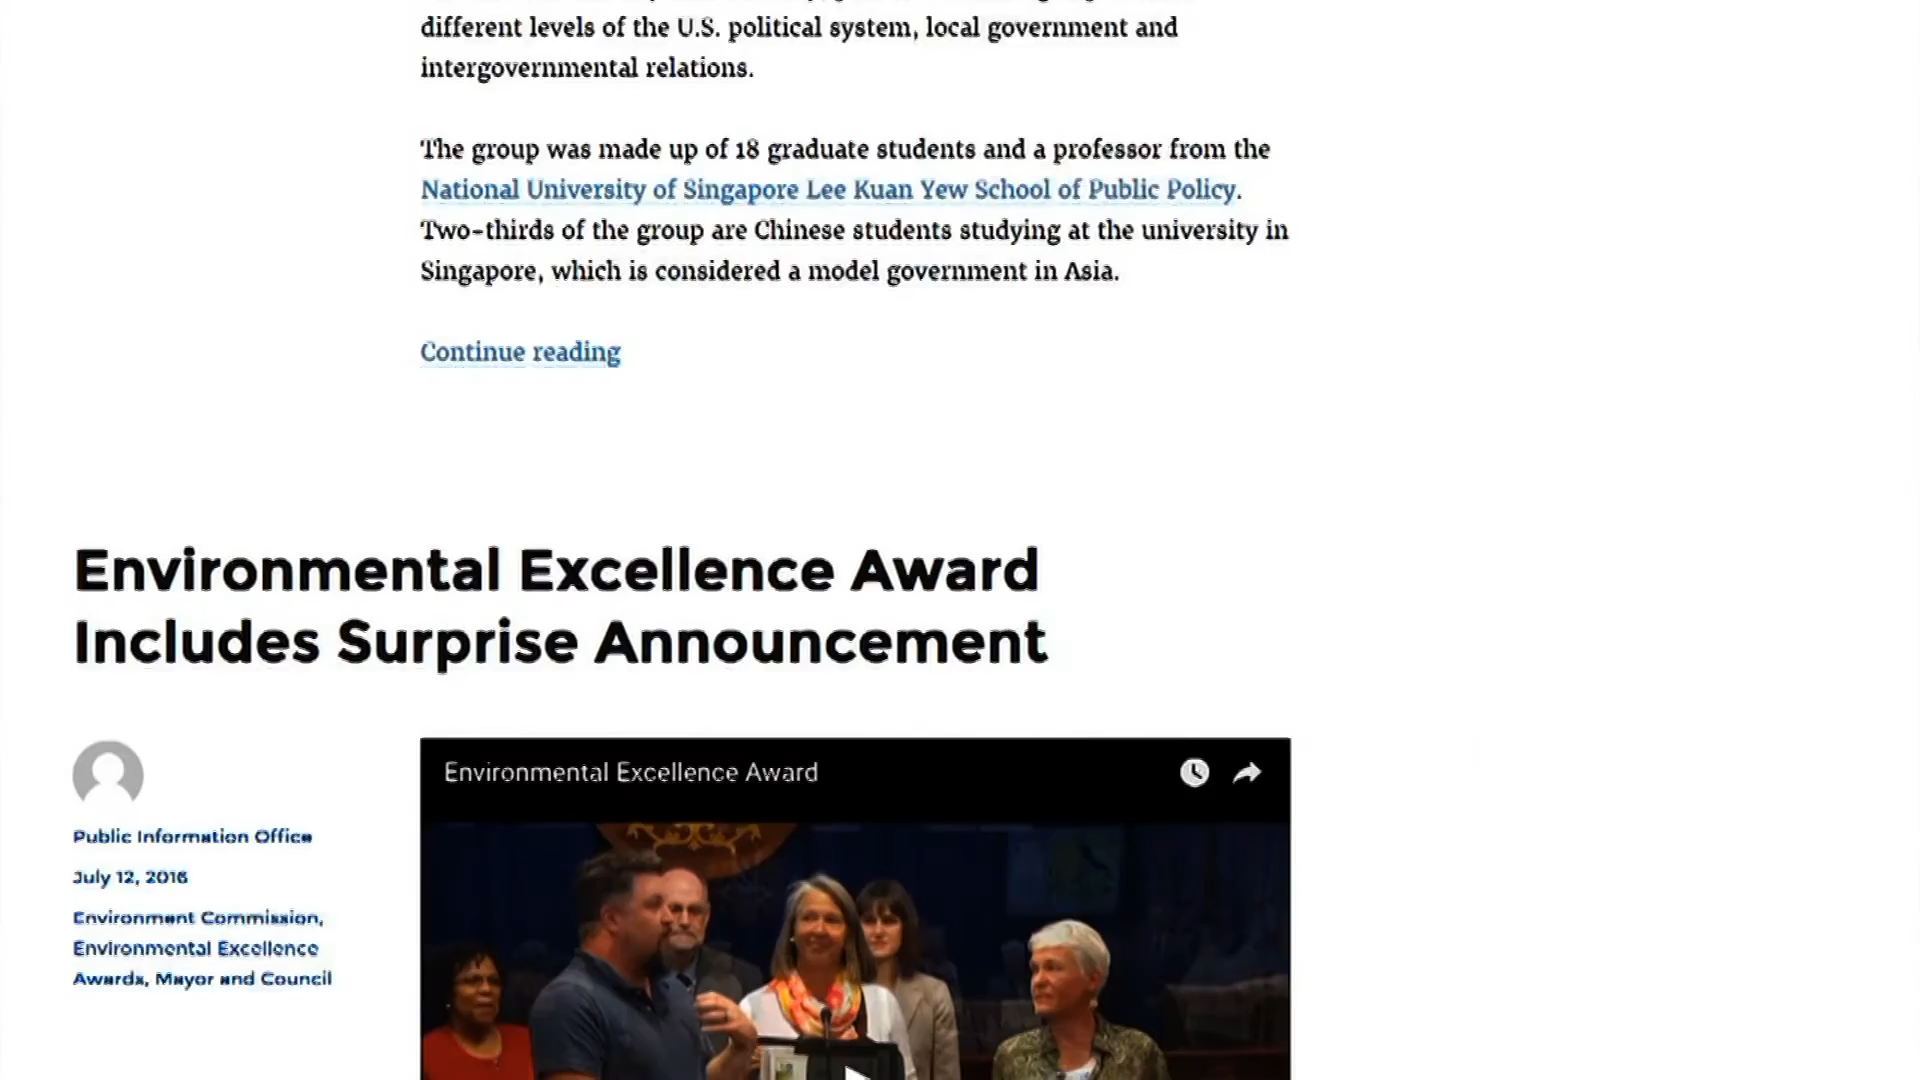 different levels of the U.S. political system, local government and
intergovernmental relations.
The group was made up of 18 graduate students and a professor from the
National University of Singapore Lee Kuan Yew School of Public Policy.
Two-thirds of the group are Chinese students studying at the university in
Singapore, which is considered a model government in Asia.
Continue reading
Environmental Excellence Award
Includes Surprise Announcement
Public Information Office
July 12, 2016
Environment Commission,
Environmental Excellence
Awards, Mayor and Council
Environmental Excellence Award